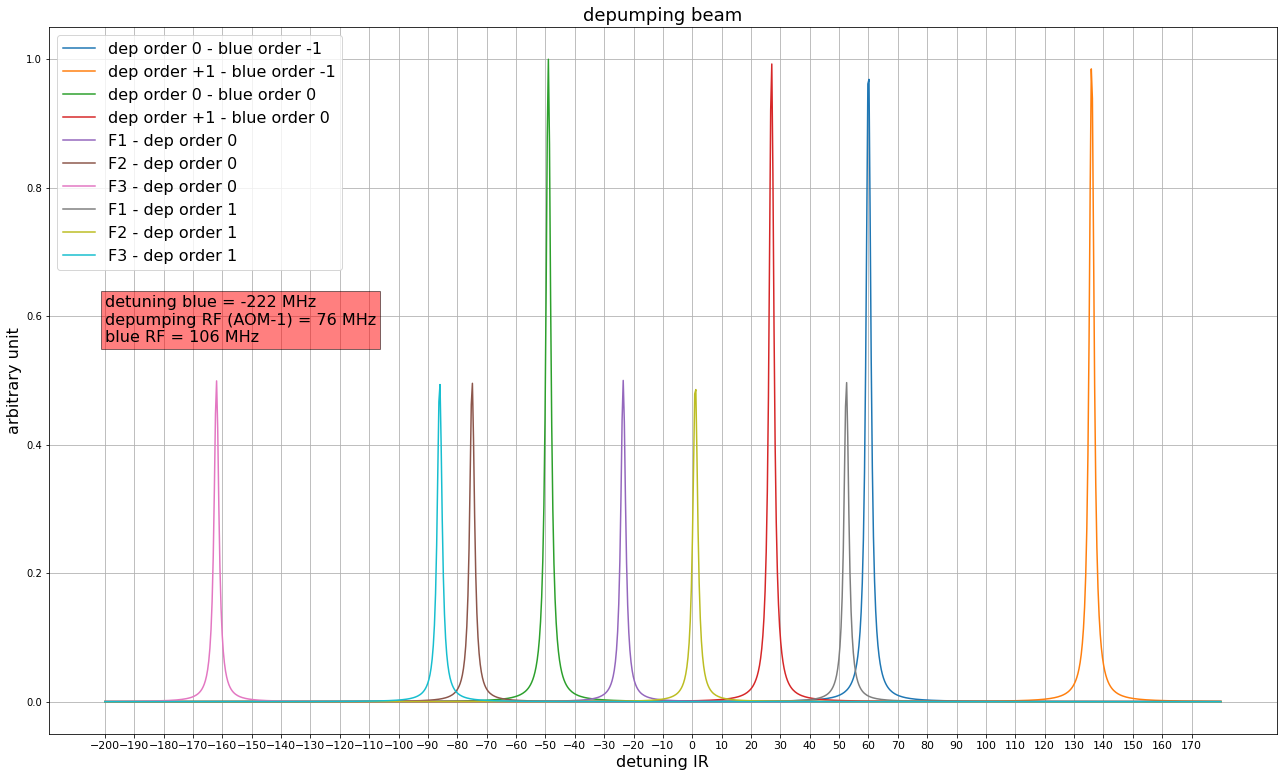 depumping beam
dep order 0 - blue order -1
dep order +1 - blue order -1
dep order 0 - blue order 0
dep order +1 - blue order 0
F1 - dep order 0
F2 - dep order 0
F3 - dep order 0
F1 - dep order 1
F2 - dep order 1
F3 - dep order 1
detuning blue = -222 MHz
depumping RF (AOM-1) = 76 MHz
blue RF = 106 MHz
arbitrary unit
1.0
0.8
0.6
0.4
0.2
0.0
−200 −190 −180 −170 −160 −150 −140 −130 −120 −110 −100 −90 −80 −70 −60 −50 −40 −30 −20 −10 0 10 20 30 40 50 60 70 80 90 100 110 120 130 140 150 160 170
detuning IR